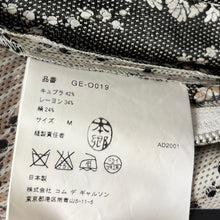 品番 GE-O019
キュプラ 42%
レーヨン 34%
綿 24%
サイズ M
縫製責任者
本郷
AD2001
日本製
株式会社 コム デ ギャルソン
東京都港区南青山5-11-5